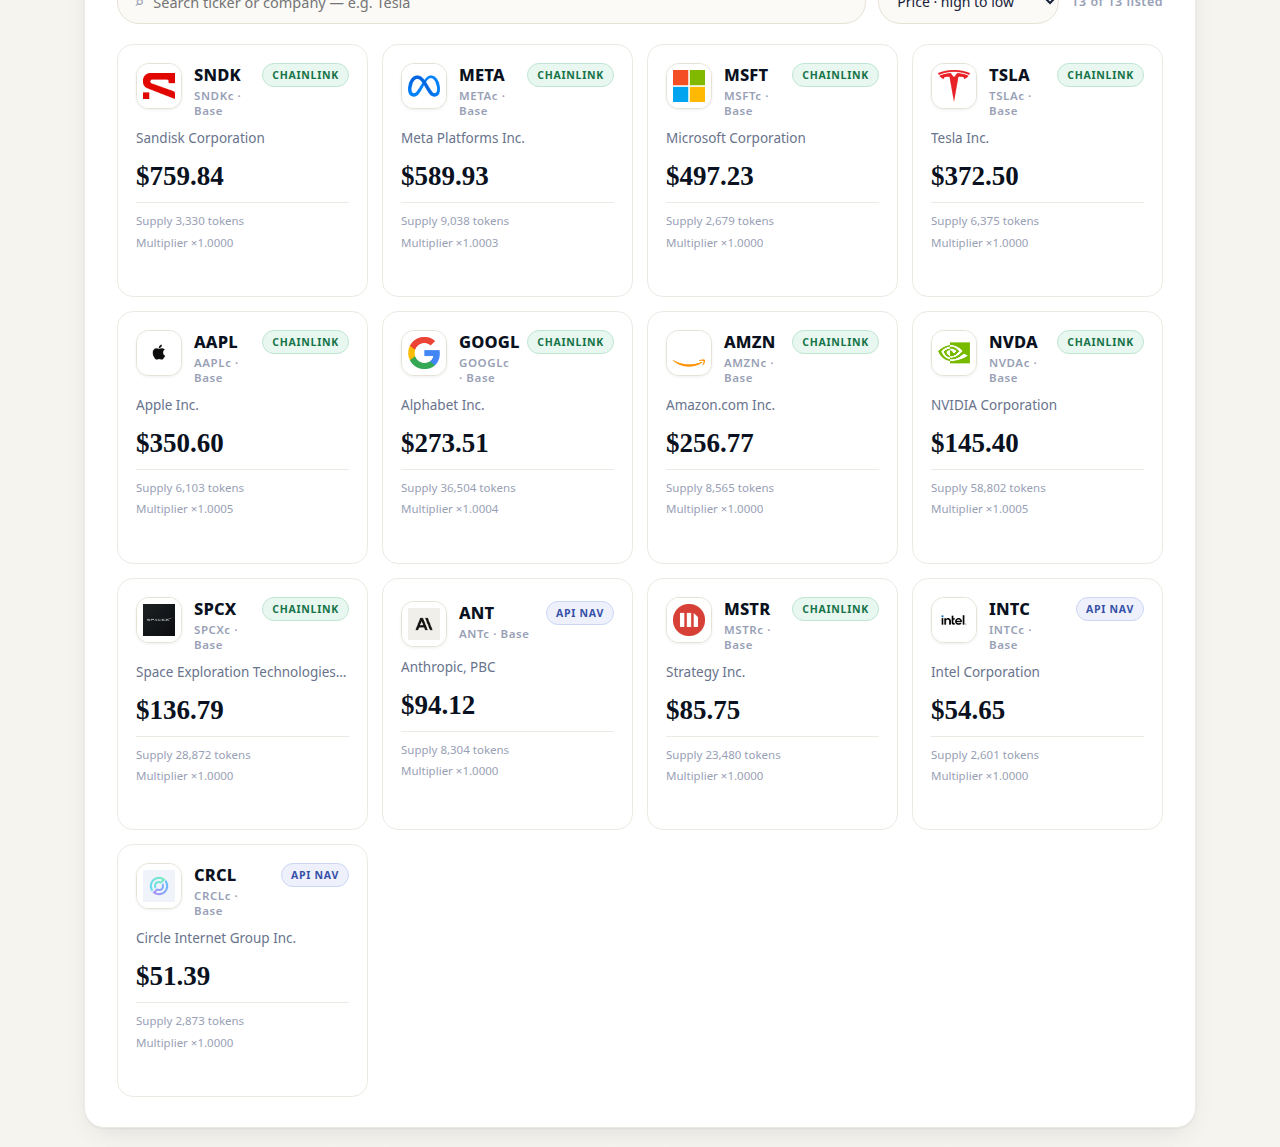 Search ticker or company — e.g. Tesla
Price · high to low
13 of 13 listed
SNDK
CHAINLINK
SNDKc ·
Base
Sandisk Corporation
$759.84
Supply 3,330 tokens
Multiplier ×1.0000
META
CHAINLINK
METAc ·
Base
Meta Platforms Inc.
$589.93
Supply 9,038 tokens
Multiplier ×1.0003
MSFT
CHAINLINK
MSFTc ·
Base
Microsoft Corporation
$497.23
Supply 2,679 tokens
Multiplier ×1.0000
TSLA
CHAINLINK
TSLAc ·
Base
Tesla Inc.
$372.50
Supply 6,375 tokens
Multiplier ×1.0000
AAPL
CHAINLINK
AAPLc ·
Base
Apple Inc.
$350.60
Supply 6,103 tokens
Multiplier ×1.0005
GOOGL
CHAINLINK
GOOGLc
· Base
Alphabet Inc.
$273.51
Supply 36,504 tokens
Multiplier ×1.0004
AMZN
CHAINLINK
AMZNc ·
Base
Amazon.com Inc.
$256.77
Supply 8,565 tokens
Multiplier ×1.0000
NVDA
CHAINLINK
NVDAc ·
Base
NVIDIA Corporation
$145.40
Supply 58,802 tokens
Multiplier ×1.0005
SPCX
CHAINLINK
SPCXc ·
Base
Space Exploration Technologies...
$136.79
Supply 28,872 tokens
Multiplier ×1.0000
ANT
API NAV
ANTc · Base
Anthropic, PBC
$94.12
Supply 8,304 tokens
Multiplier ×1.0000
MSTR
CHAINLINK
MSTRc ·
Base
Strategy Inc.
$85.75
Supply 23,480 tokens
Multiplier ×1.0000
intel
INTC
API NAV
INTCc ·
Base
Intel Corporation
$54.65
Supply 2,601 tokens
Multiplier ×1.0000
CRCL
API NAV
CRCLc ·
Base
Circle Internet Group Inc.
$51.39
Supply 2,873 tokens
Multiplier ×1.0000